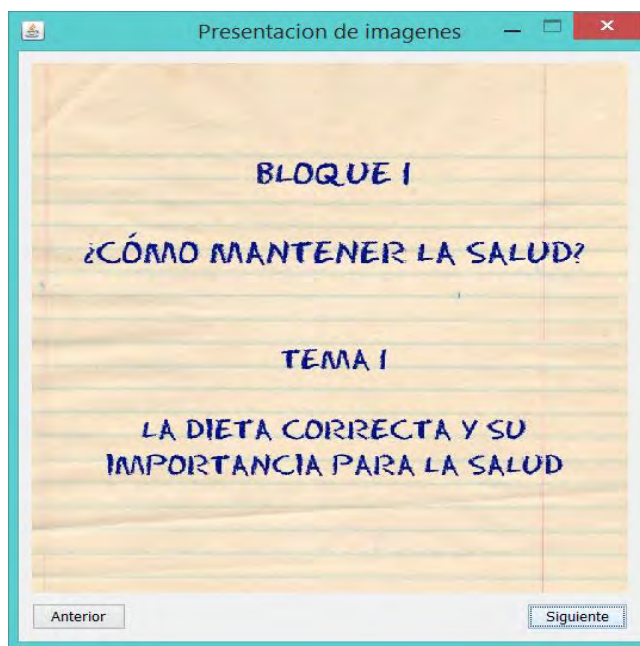 Presentacion de imagenes
BLOQUE I
¿CÓMO MANTENER LA SALUD?
TEMA I
LA DIETA CORRECTA Y SU
IMPORTANCIA PARA LA SALUD
Anterior
Siguiente